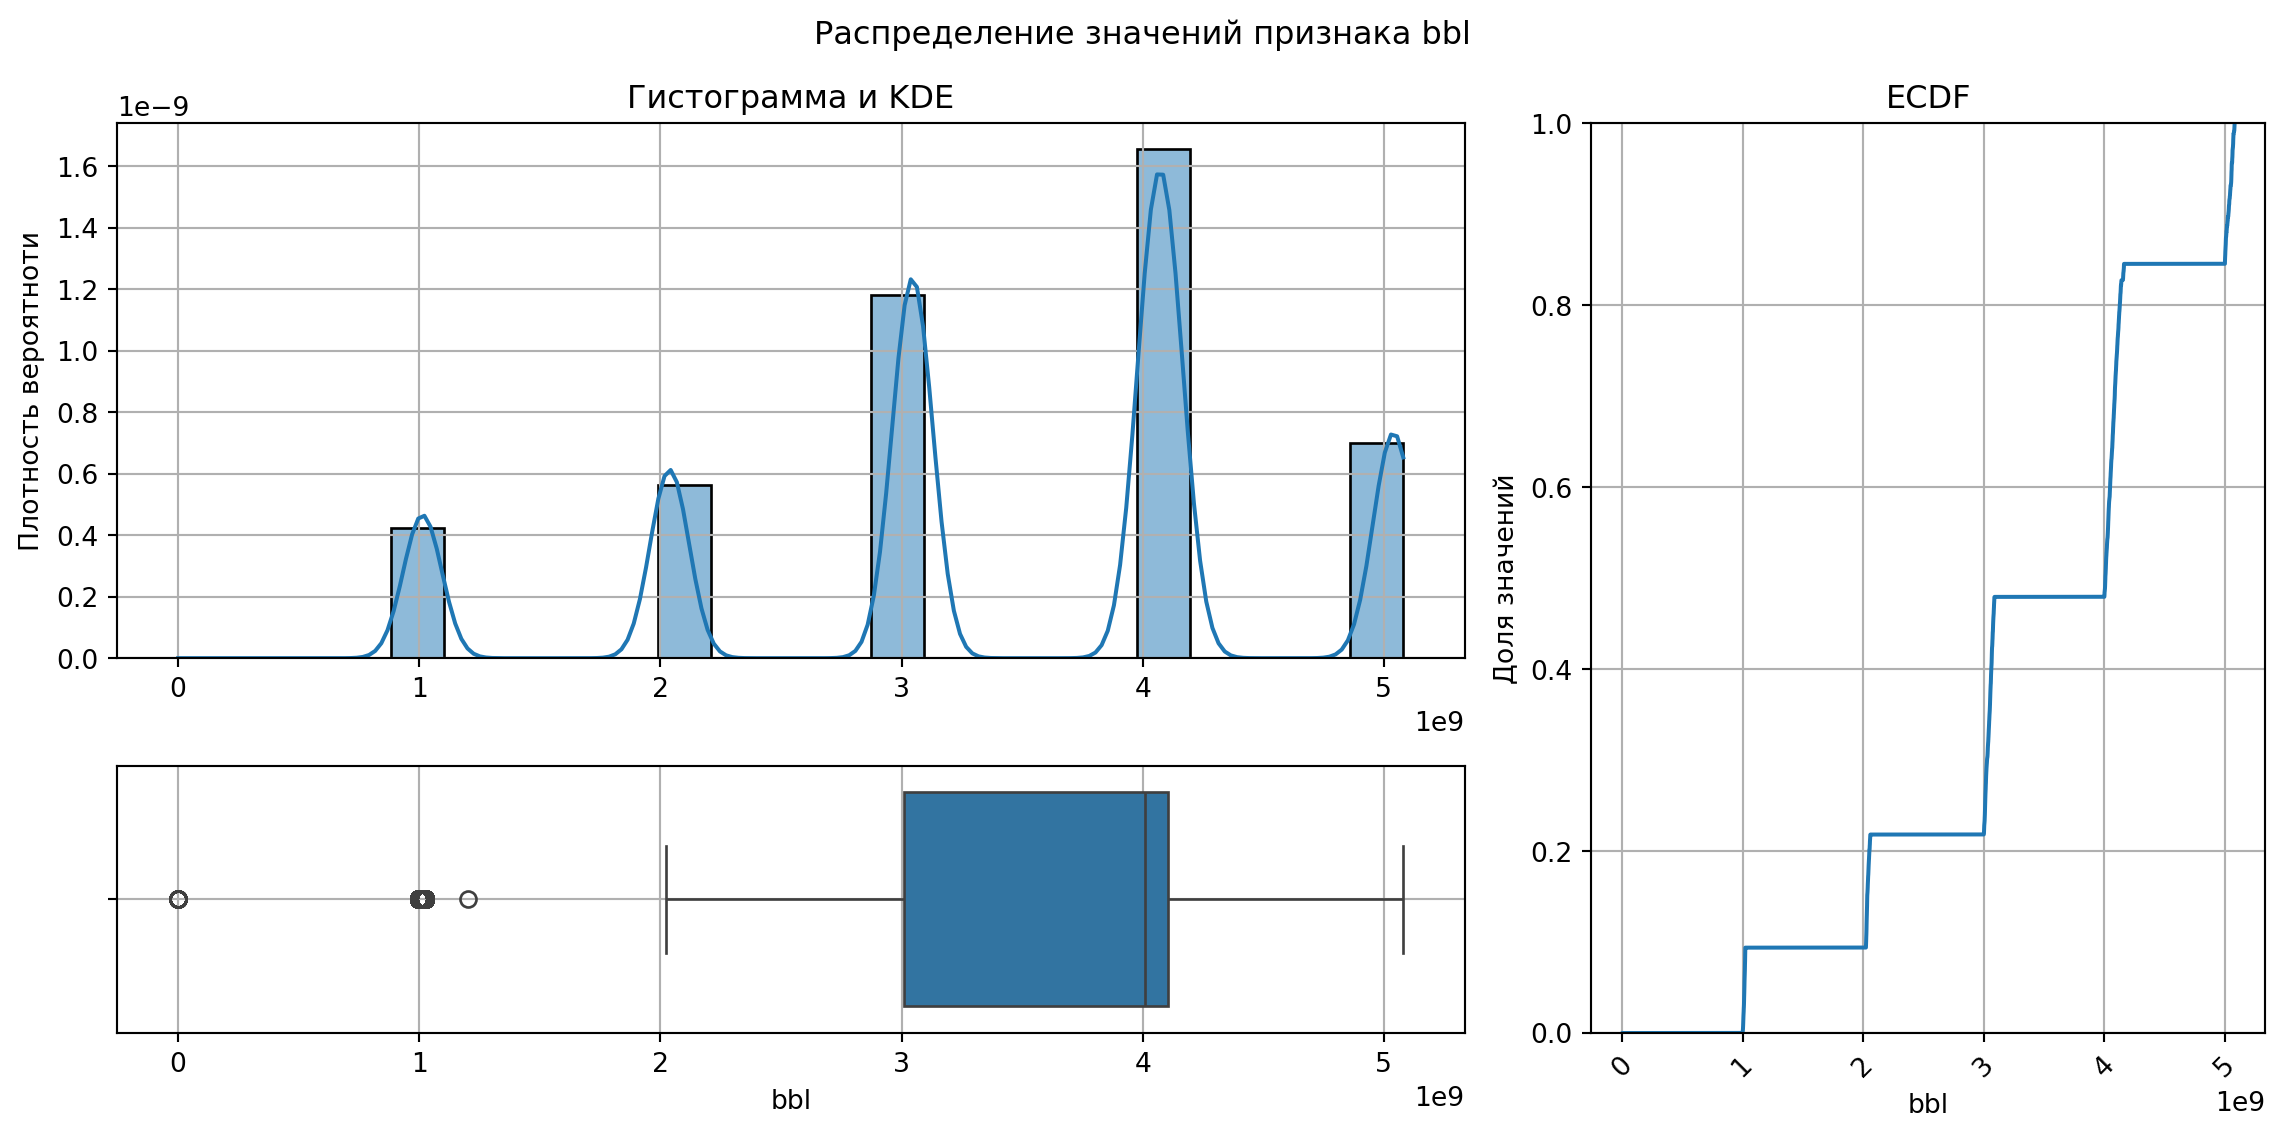 Распределение значений признака bbl
Гистограмма и KDE
1e−9
Плотность вероятноти
1.6
1.4
1.2
1.0
0.8
0.6
0.4
0.2
0.0
0 1 2 3 4 5
1e9
0 1 2 3 4 5
1e9
bbl
ECDF
Доля значений
1.0
0.8
0.6
0.4
0.2
0.0
0 1 2 3 4 5
1e9
bbl